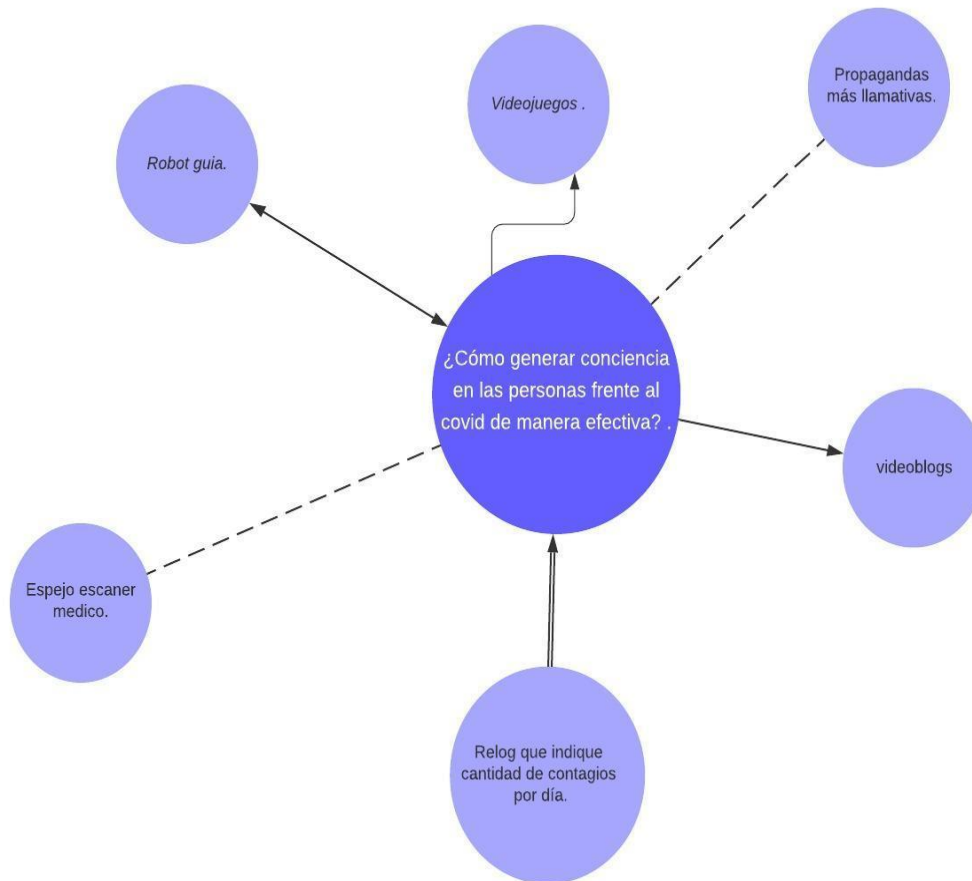 Propagandas
más llamativas.
Videojuegos .
Robot guia.
¿Cómo generar conciencia
en las personas frente al
covid de manera efectiva? .
videoblogs
Espejo escaner
medico.
Relog que indique
cantidad de contagios
por día.